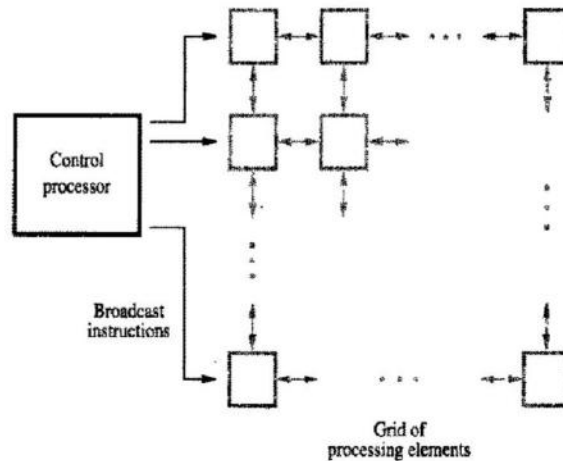 Control
processor
Broadcast
instructions
Grid of
processing elements